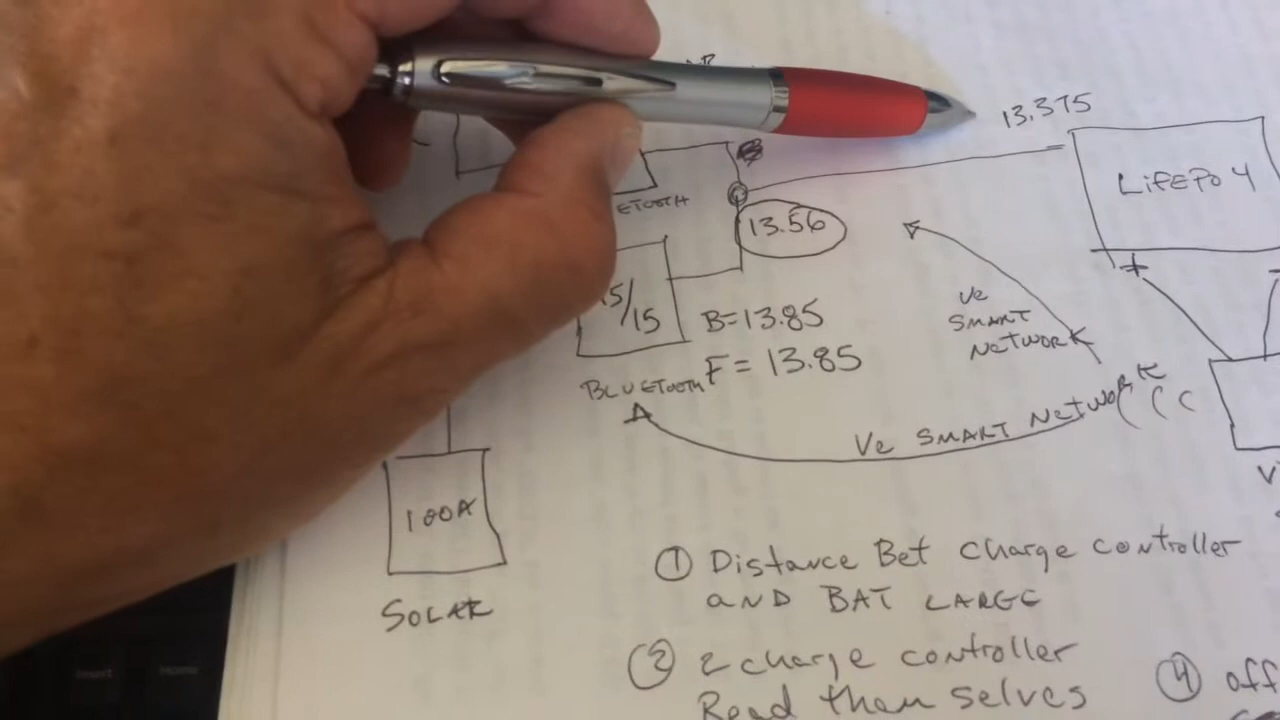 13.375
LiFEPO4
ETOOTH
13.56
+
5/15
B=13.85
F = 13.85
BLUETOOTH
Ve
SMART
NETWORK
Ve SMART NETWORK
100A
SOLAR
① Distance Bet charge controller
AND BAT LARGE
② 2 charge controller
Read them selves
④ off